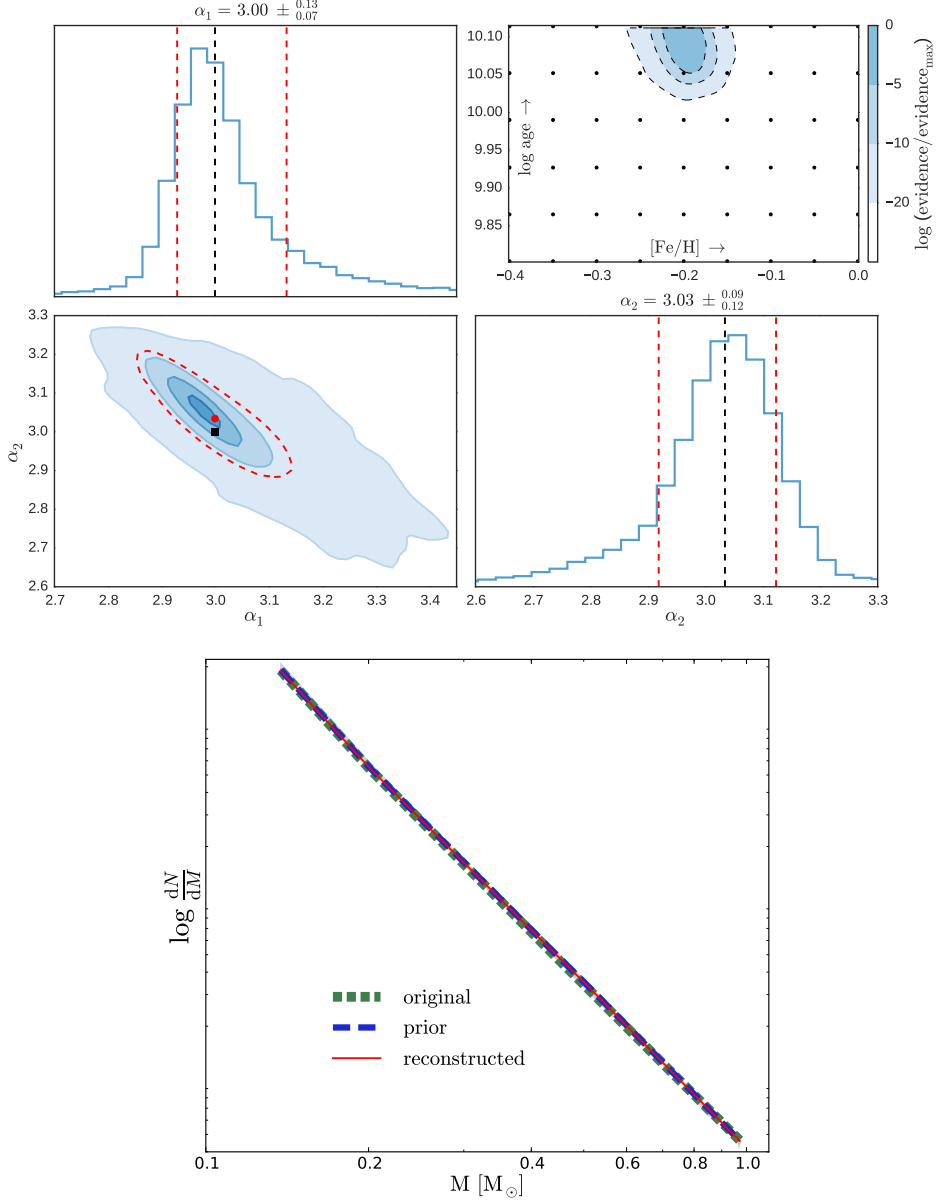 α₁ = 3.00 ± 0.13 0.07
10.10
10.05
10.00
9.95
9.90
9.85
log age →
[Fe/H] →
−0.4 −0.3 −0.2 −0.1 0.0
0
−5
−10
−20
log (evidence/evidence_max)
α₂ = 3.03 ± 0.09 0.12
3.3
3.2
3.1
3.0
2.9
2.8
2.7
2.6
α₂
2.7 2.8 2.9 3.0 3.1 3.2 3.3 3.4
α₁
2.6 2.7 2.8 2.9 3.0 3.1 3.2 3.3
α₂
log dN/dM
original
prior
reconstructed
0.1 0.2 0.4 0.6 0.8 1.0
M [M⊙]